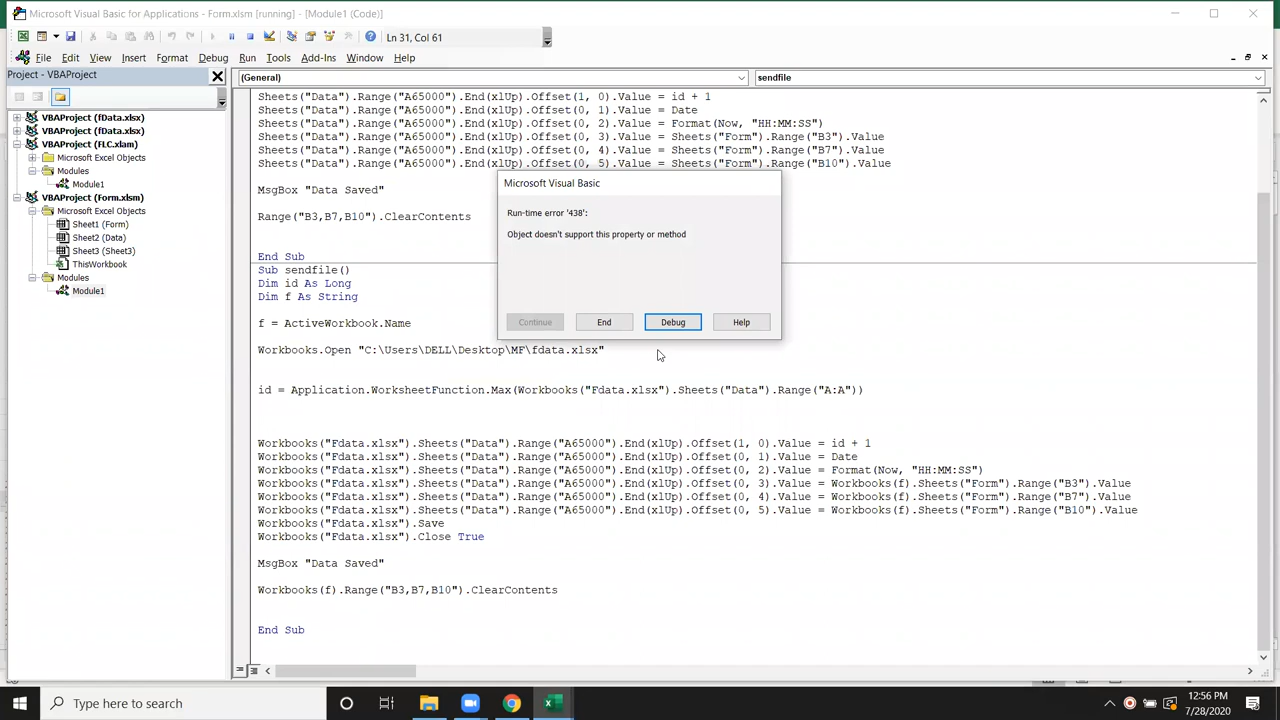 Microsoft Visual Basic for Applications - Form.xlsm [running] - [Module1 (Code)]
Ln 31, Col 61
File Edit View Insert Format Debug Run Tools Add-Ins Window Help
Project - VBAProject
(General)
sendfile
VBAProject (fData.xlsx)
VBAProject (fData.xlsx)
VBAProject (FLC.xlam)
Microsoft Excel Objects
Modules
Module1
VBAProject (Form.xlsm)
Microsoft Excel Objects
Sheet1 (Form)
Sheet2 (Data)
Sheet3 (Sheet3)
ThisWorkbook
Modules
Module1
Sheets("Data").Range("A65000").End(xlUp).Offset(1, 0).Value = id + 1
Sheets("Data").Range("A65000").End(xlUp).Offset(0, 1).Value = Date
Sheets("Data").Range("A65000").End(xlUp).Offset(0, 2).Value = Format(Now, "HH:MM:SS")
Sheets("Data").Range("A65000").End(xlUp).Offset(0, 3).Value = Sheets("Form").Range("B3").Value
Sheets("Data").Range("A65000").End(xlUp).Offset(0, 4).Value = Sheets("Form").Range("B7").Value
Sheets("Data").Range("A65000").End(xlUp).Offset(0, 5).Value = Sheets("Form").Range("B10").Value
MsgBox "Data Saved"
Range("B3,B7,B10").ClearContents
End Sub
Sub sendfile()
Dim id As Long
Dim f As String
f = ActiveWorkbook.Name
Workbooks.Open "C:\Users\DELL\Desktop\MF\fdata.xlsx"
id = Application.WorksheetFunction.Max(Workbooks("Fdata.xlsx").Sheets("Data").Range("A:A"))
Workbooks("Fdata.xlsx").Sheets("Data").Range("A65000").End(xlUp).Offset(1, 0).Value = id + 1
Workbooks("Fdata.xlsx").Sheets("Data").Range("A65000").End(xlUp).Offset(0, 1).Value = Date
Workbooks("Fdata.xlsx").Sheets("Data").Range("A65000").End(xlUp).Offset(0, 2).Value = Format(Now, "HH:MM:SS")
Workbooks("Fdata.xlsx").Sheets("Data").Range("A65000").End(xlUp).Offset(0, 3).Value = Workbooks(f).Sheets("Form").Range("B3").Value
Workbooks("Fdata.xlsx").Sheets("Data").Range("A65000").End(xlUp).Offset(0, 4).Value = Workbooks(f).Sheets("Form").Range("B7").Value
Workbooks("Fdata.xlsx").Sheets("Data").Range("A65000").End(xlUp).Offset(0, 5).Value = Workbooks(f).Sheets("Form").Range("B10").Value
Workbooks("Fdata.xlsx").Save
Workbooks("Fdata.xlsx").Close True
MsgBox "Data Saved"
Workbooks(f).Range("B3,B7,B10").ClearContents
End Sub
Microsoft Visual Basic
Run-time error '438':
Object doesn't support this property or method
Continue End Debug Help
Type here to search
12:56 PM
7/28/2020